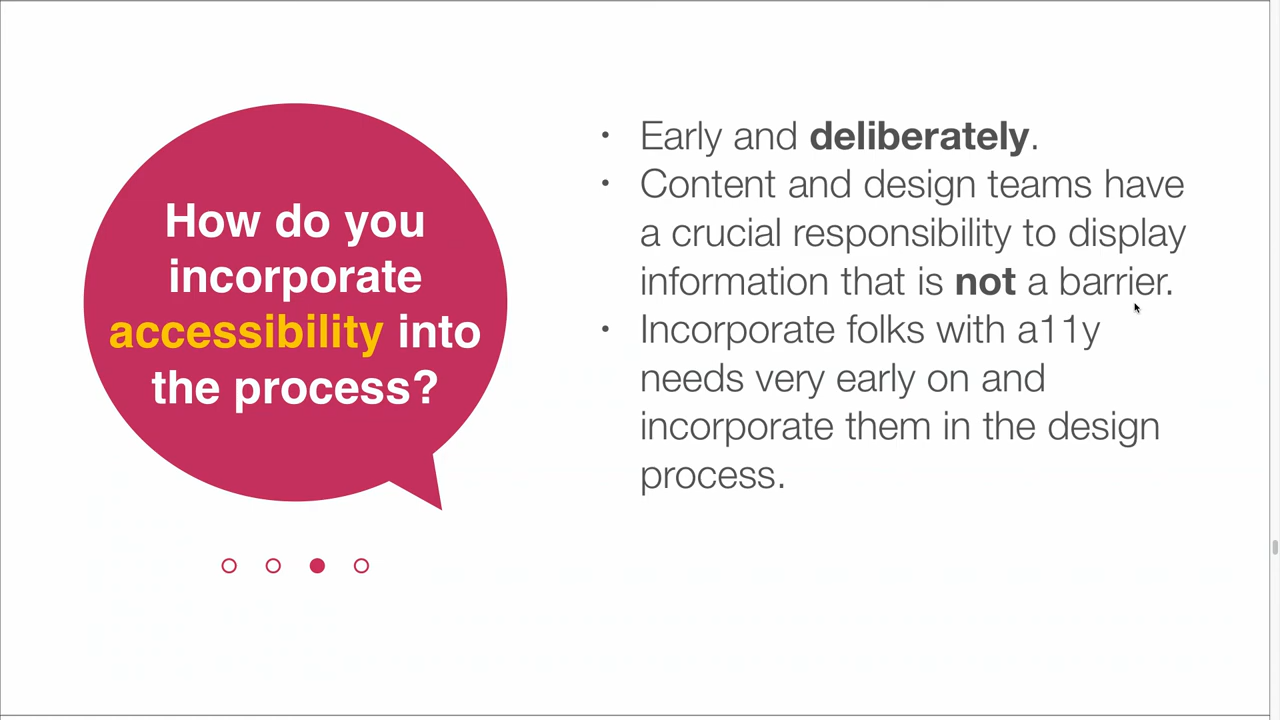 How do you
incorporate
accessibility into
the process?
• Early and deliberately.
• Content and design teams have
a crucial responsibility to display
information that is not a barrier.
• Incorporate folks with a11y
needs very early on and
incorporate them in the design
process.